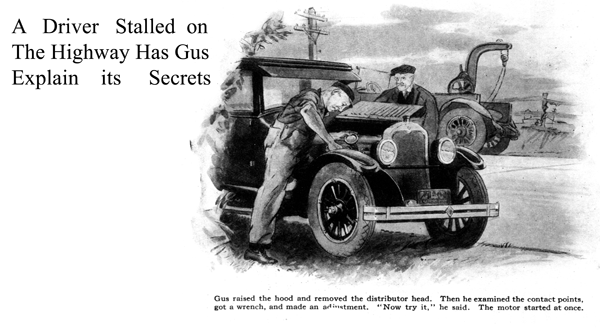 A Driver Stalled on
The Highway Has Gus
Explain its Secrets
Gus raised the hood and removed the distributor head. Then he examined the contact points,
got a wrench, and made an adjustment. "Now try it," he said. The motor started at once.